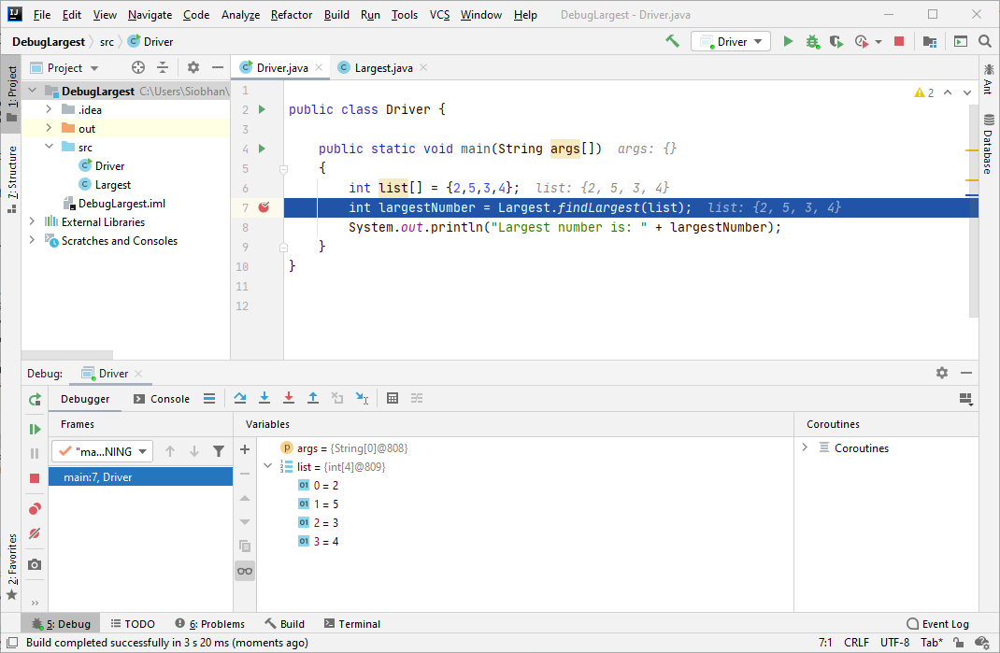 File Edit View Navigate Code Analyze Refactor Build Run Tools VCS Window Help DebugLargest - Driver.java
DebugLargest src Driver
Driver
1: Project
7: Structure
2: Favorites
Project
DebugLargest C:\Users\Siobhan\
.idea
out
src
Driver
Largest
DebugLargest.iml
External Libraries
Scratches and Consoles
Driver.java Largest.java
2
1
2 public class Driver {
3
4 public static void main(String args[]) args: {}
5 {
6 int list[] = {2,5,3,4}; list: {2, 5, 3, 4}
7 int largestNumber = Largest.findLargest(list); list: {2, 5, 3, 4}
8 System.out.println("Largest number is: " + largestNumber);
9 }
10 }
11
12
Ant
Database
Debug: Driver
Debugger Console
Frames
"ma...NING
main:7, Driver
Variables
args = {String[0]@808}
list = {int[4]@809}
0 = 2
1 = 5
2 = 3
3 = 4
Coroutines
Coroutines
5: Debug TODO 6: Problems Build Terminal Event Log
Build completed successfully in 3 s 20 ms (moments ago) 7:1 CRLF UTF-8 Tab*